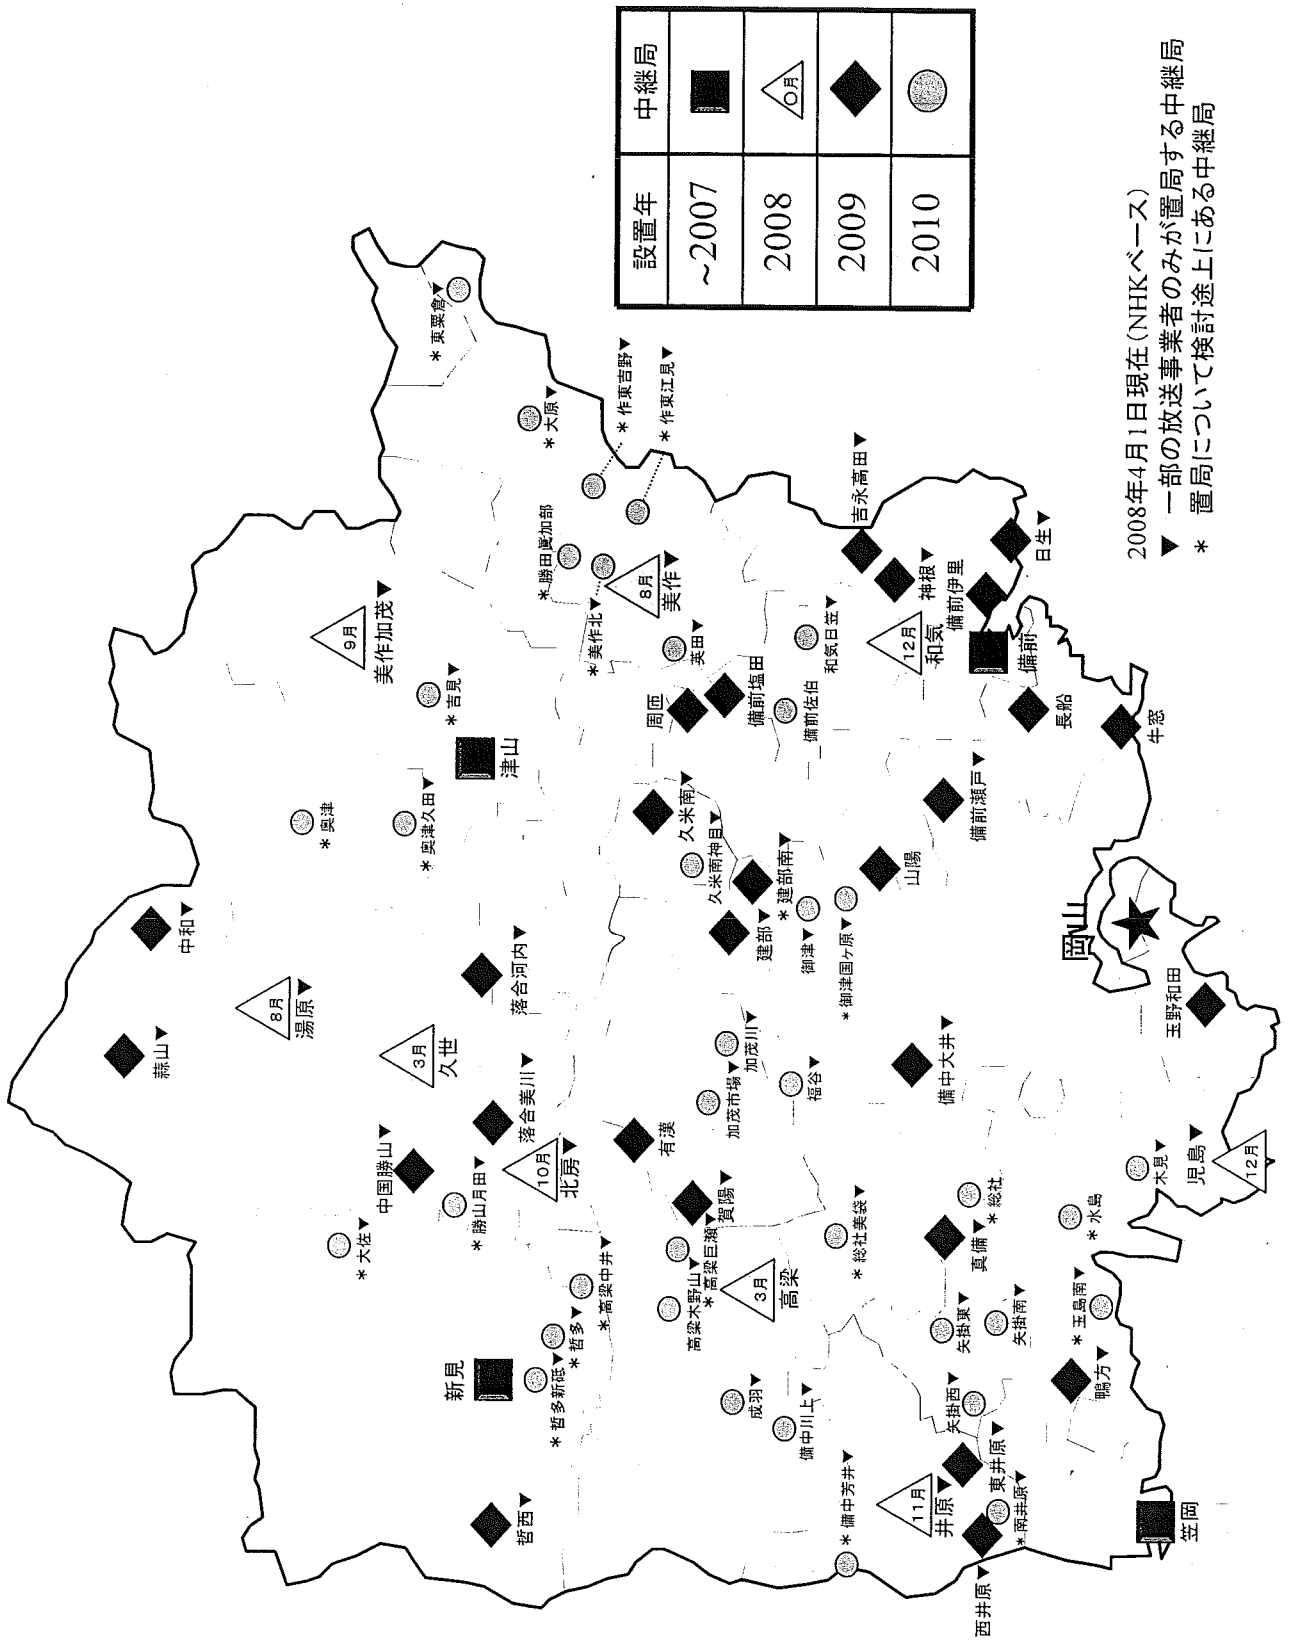 設置年 中継局
~2007
2008 〇月
2009
2010
2008年4月1日現在(NHKベース)
▼ 一部の放送事業者のみが置局する中継局
* 置局について検討途上にある中継局
蒜山▼
中和▼
8月
湯原▼
*奥津
9月
美作加茂▼
*大佐▼
中国勝山▼
3月
久世
*奥津久田▼
*吉見▼
*東粟倉▼
*勝山月田▼
落合美川▼
落合河内▼
津山
新見
哲西▼
*哲多新砥▼
*哲多▼
*高梁中井▼
10月
北房▼
*大原▼
*勝田眞加部
*作東吉野▼
*作東江見▼
*美作北▼
8月
美作▼
英田▼
有漢
周匝
備前塩田
久米南▼
久米南神目▼
高梁木野山▼
*高梁巨瀬▼
賀陽▼
加茂市場▼
加茂川▼
建部▼
*建部南▼
3月
高梁
成羽▼
備中川上▼
福谷▼
御津▼
備前佐伯
和気日笠▼
*御津国ヶ原▼
*総社美袋▼
*備中芳井▼
山陽
12月
和気
吉永高田▼
神根▼
備前伊里
日生▼
備前
長船
牛窓
備前瀬戸▼
備中大井▼
11月
井原▼
西井原▼
東井原▼
*南井原▼
矢掛西▼
矢掛東▼
矢掛南▼
真備▼
*総社
*水島
*玉島南▼
鴨方▼
笠岡
木見▼
児島▼
12月
岡山
玉野和田